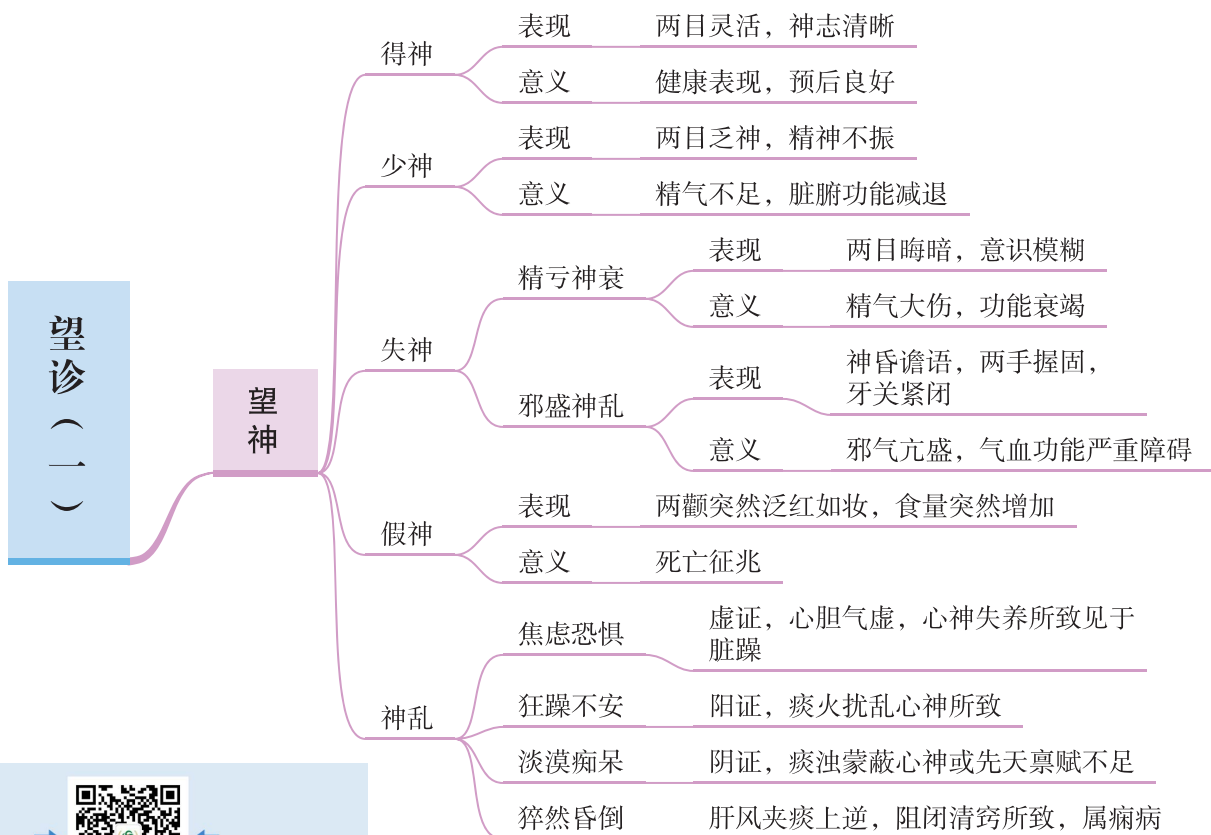 望诊（一）
望神
得神
表现
两目灵活，神志清晰
意义
健康表现，预后良好
少神
表现
两目乏神，精神不振
意义
精气不足，脏腑功能减退
失神
精亏神衰
表现
两目晦暗，意识模糊
意义
精气大伤，功能衰竭
邪盛神乱
表现
神昏谵语，两手握固，
牙关紧闭
意义
邪气亢盛，气血功能严重障碍
假神
表现
两颧突然泛红如妆，食量突然增加
意义
死亡征兆
神乱
焦虑恐惧
虚证，心胆气虚，心神失养所致见于
脏躁
狂躁不安
阳证，痰火扰乱心神所致
淡漠痴呆
阴证，痰浊蒙蔽心神或先天禀赋不足
猝然昏倒
肝风夹痰上逆，阻闭清窍所致，属痫病